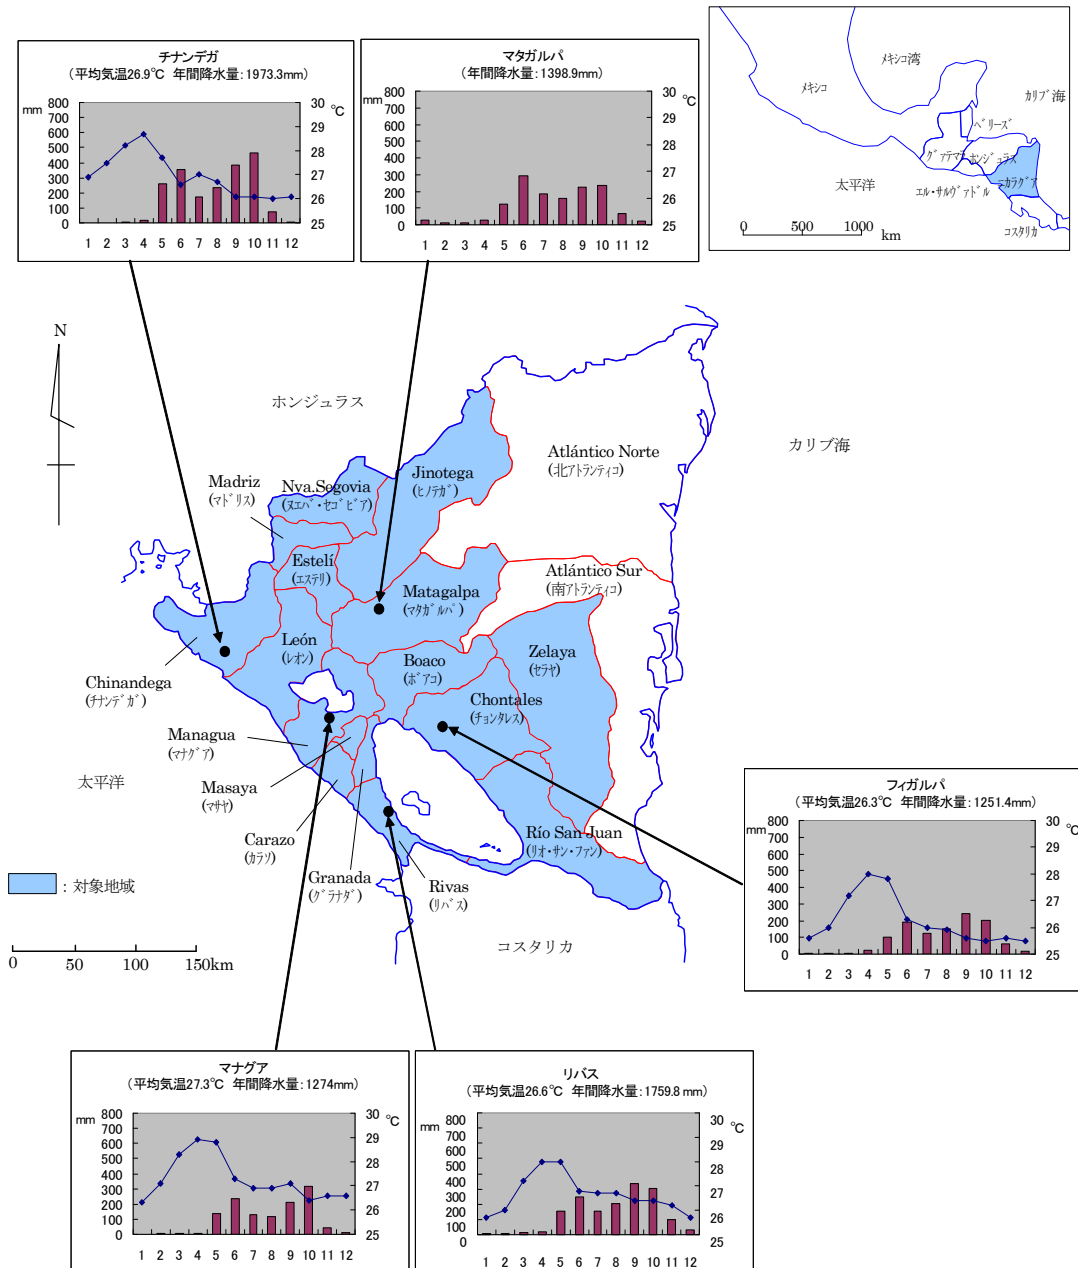 チナンデガ
(平均気温26.9℃ 年間降水量:1973.3mm)
mm
℃
800
700
600
500
400
300
200
100
0
30
29
28
27
26
25
1 2 3 4 5 6 7 8 9 10 11 12
マタガルパ
(年間降水量:1398.9mm)
mm
℃
800
700
600
500
400
300
200
100
0
30
29
28
27
26
25
1 2 3 4 5 6 7 8 9 10 11 12
メキシコ湾
メキシコ
カリブ海
ベリーズ
グァテマラ
ホンジュラス
ニカラグア
太平洋
エル・サルヴァドル
コスタリカ
0 500 1000 km
N
ホンジュラス
カリブ海
Atlántico Norte
(北アトランティコ)
Jinotega
(ヒノテガ)
Madriz
(マドリス)
Nva.Segovia
(ヌエバ・セゴビア)
Estelí
(エステリ)
Atlántico Sur
(南アトランティコ)
Matagalpa
(マタガルパ)
León
(レオン)
Boaco
(ボアコ)
Zelaya
(セラヤ)
Chinandega
(チナンデガ)
Chontales
(チョンタレス)
Managua
(マナグア)
太平洋
Masaya
(マサヤ)
Carazo
(カラソ)
Granada
(グラナダ)
Rivas
(リバス)
Río San Juan
(リオ・サン・ファン)
:対象地域
コスタリカ
0 50 100 150km
フィガルパ
(平均気温26.3℃ 年間降水量:1251.4mm)
mm
℃
800
700
600
500
400
300
200
100
0
30
29
28
27
26
25
1 2 3 4 5 6 7 8 9 10 11 12
マナグア
(平均気温27.3℃ 年間降水量:1274mm)
mm
℃
800
700
600
500
400
300
200
100
0
30
29
28
27
26
25
1 2 3 4 5 6 7 8 9 10 11 12
リバス
(平均気温26.6℃ 年間降水量:1759.8 mm)
mm
℃
800
700
600
500
400
300
200
100
0
30
29
28
27
26
25
1 2 3 4 5 6 7 8 9 10 11 12